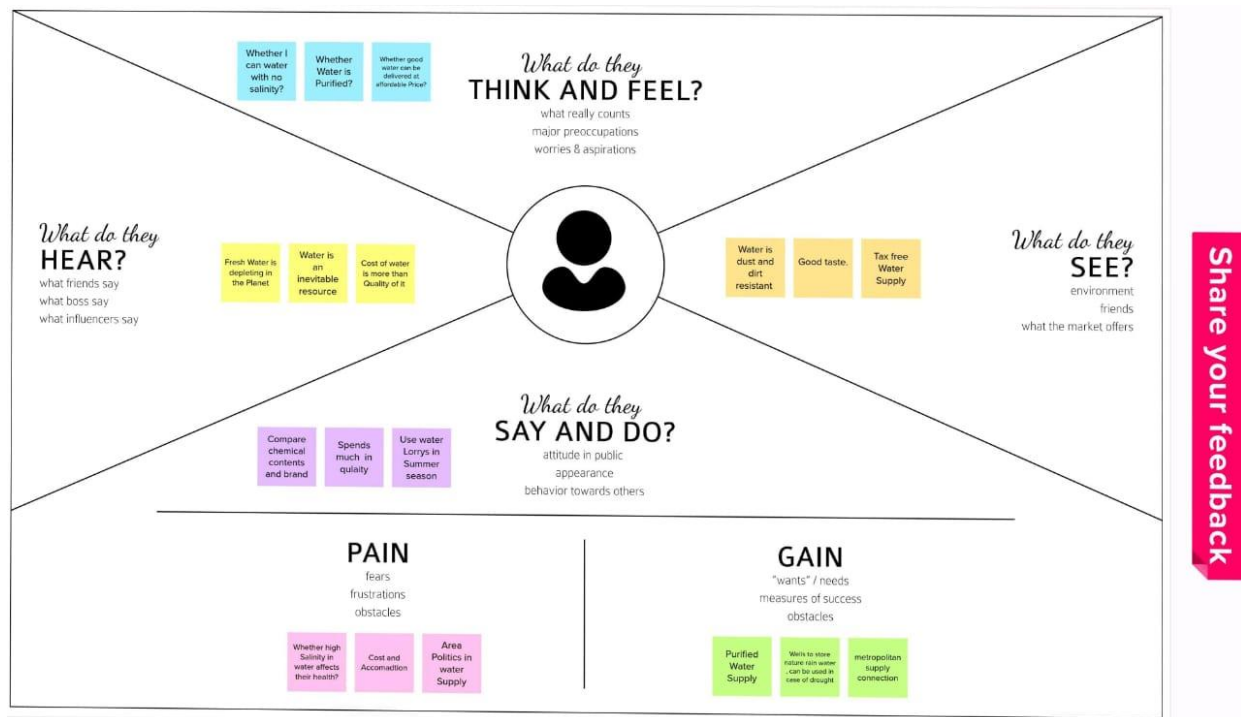 Whether I
can water
with no
salinity?
Whether
Water is
Purified?
Whether good
water can be
delivered at
affordable Price?
What do they
THINK AND FEEL?
what really counts
major preoccupations
worries & aspirations
What do they
HEAR?
what friends say
what boss say
what influencers say
Fresh Water is
depleting in
the Planet
Water is
an
inevitable
resource
Cost of water
is more than
Quality of it
Water is
dust and
dirt
resistant
Good taste.
Tax free
Water
Supply
What do they
SEE?
environment
friends
what the market offers
What do they
SAY AND DO?
attitude in public
appearance
behavior towards others
Compare
chemical
contents
and brand
Spends
much in
qulaity
Use water
Lorrys in
Summer
season
PAIN
fears
frustrations
obstacles
Whether high
Salinity in
water affects
their health?
Cost and
Accomadtion
Area
Politics in
water
Supply
GAIN
"wants" / needs
measures of success
obstacles
Purified
Water
Supply
Wells to store
nature rain water
, can be used in
case of drought
metropolitan
supply
connection
Share your feedback